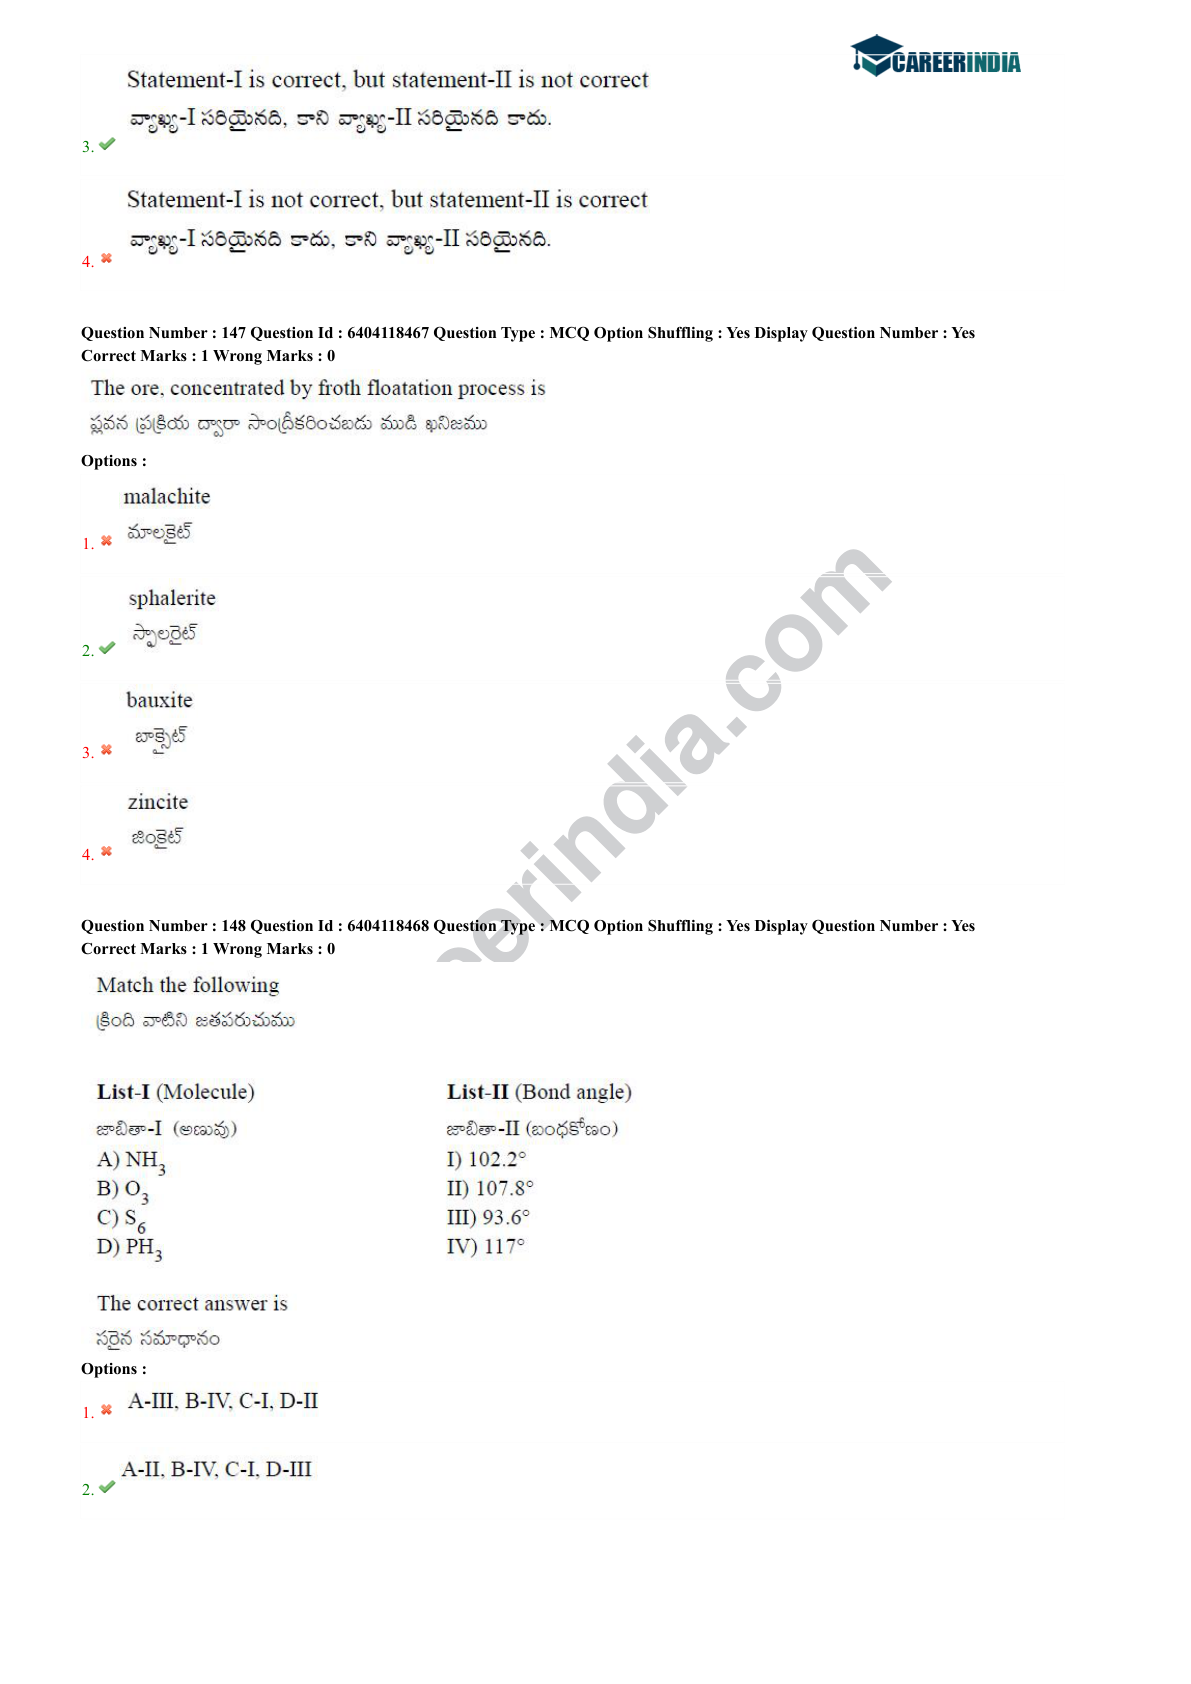 CAREERINDIA
Statement-I is correct, but statement-II is not correct
వ్యాఖ్య-I సరియైనది, కాని వ్యాఖ్య-II సరియైనది కాదు.
3.
Statement-I is not correct, but statement-II is correct
వ్యాఖ్య-I సరియైనది కాదు, కాని వ్యాఖ్య-II సరియైనది.
4.
Question Number : 147 Question Id : 6404118467 Question Type : MCQ Option Shuffling : Yes Display Question Number : Yes
Correct Marks : 1 Wrong Marks : 0
The ore, concentrated by froth floatation process is
ప్లవన ప్రక్రియ ద్వారా సాంద్రీకరించబడు ముడి ఖనిజము
Options :
malachite
మాలకైట్
1.
sphalerite
స్ఫాలరైట్
2.
bauxite
బాక్సైట్
3.
zincite
జింకైట్
4.
erindia.com
Question Number : 148 Question Id : 6404118468 Question Type : MCQ Option Shuffling : Yes Display Question Number : Yes
Correct Marks : 1 Wrong Marks : 0
Match the following
క్రింది వాటిని జతపరుచుము
List-I (Molecule) List-II (Bond angle)
జాబితా-I (అణువు) జాబితా-II (బంధకోణం)
A) NH3 I) 102.2°
B) O3 II) 107.8°
C) S6 III) 93.6°
D) PH3 IV) 117°
The correct answer is
సరైన సమాధానం
Options :
A-III, B-IV, C-I, D-II
1.
A-II, B-IV, C-I, D-III
2.